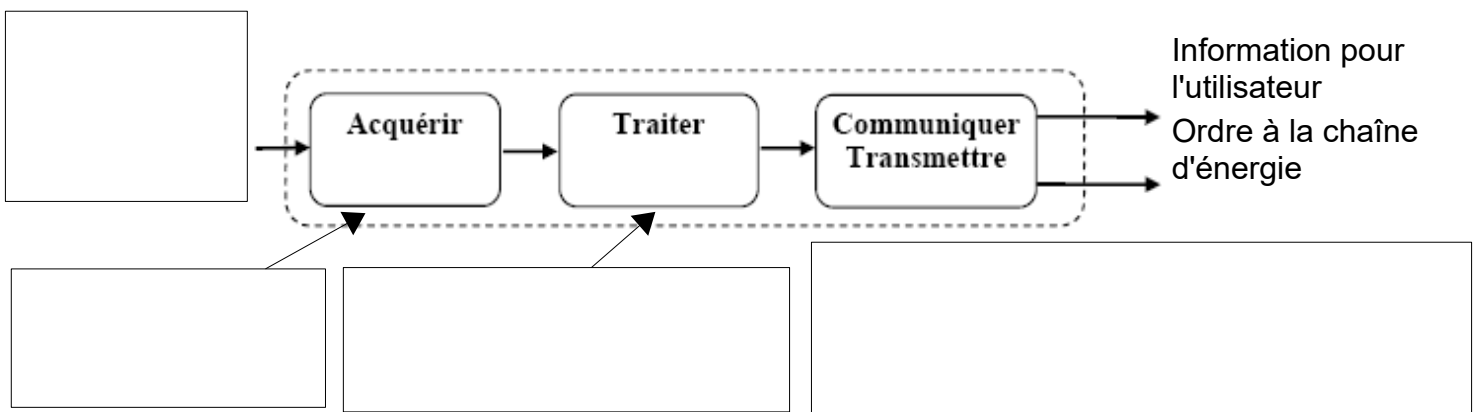 Acquérir
Traiter
Communiquer
Transmettre
Information pour
l'utilisateur
Ordre à la chaîne
d'énergie